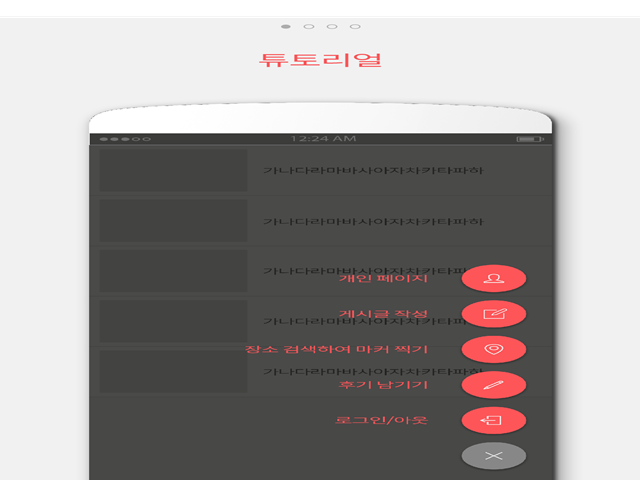 튜토리얼
12:24 AM
가나다라마바사아자차카타파하
가나다라마바사아자차카타파하
가나다라마바사아자차카타파
개인 페이지
게시글 작성
가나다라마바사아자차카타파
장소 검색하여 마커 찍기
가나다라마바사아자차카타파하
후기 남기기
로그인/아웃